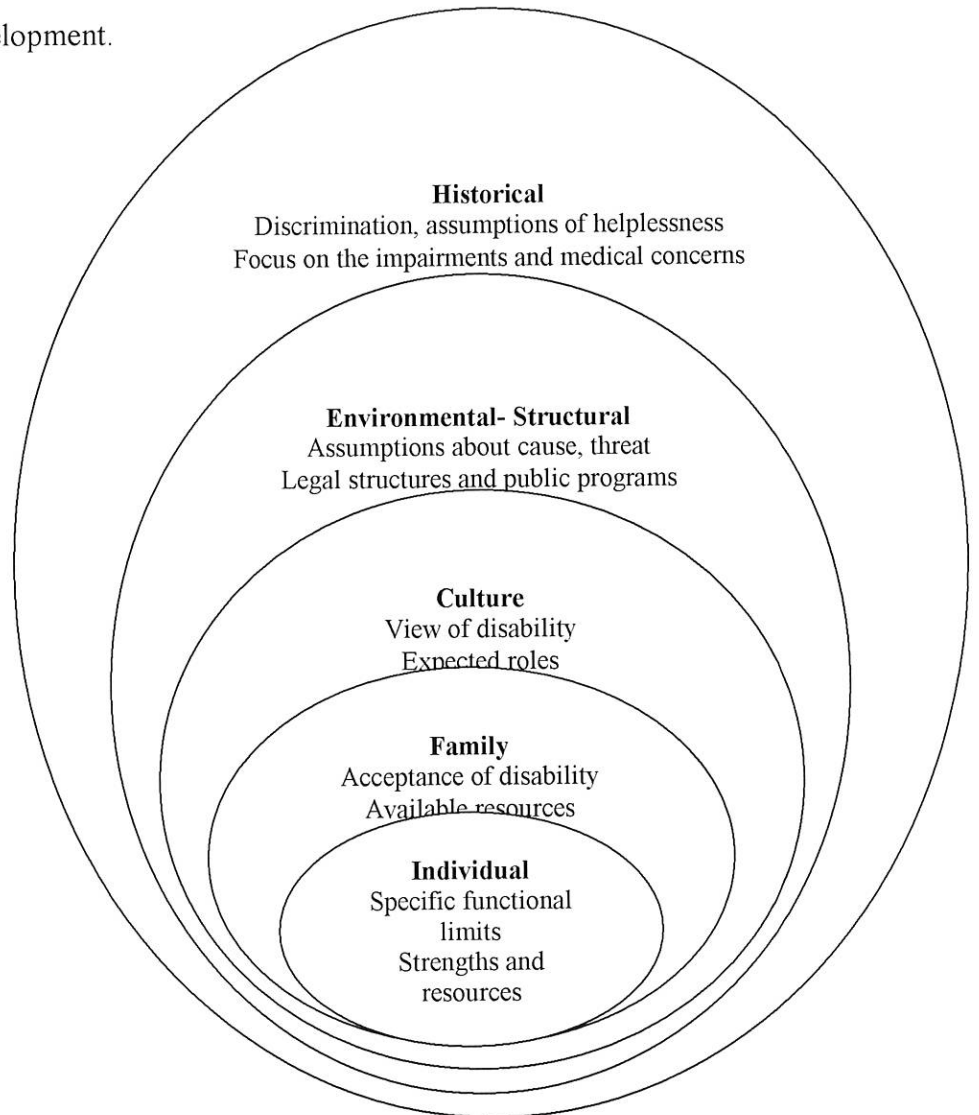 elopment.
Historical
Discrimination, assumptions of helplessness
Focus on the impairments and medical concerns
Environmental- Structural
Assumptions about cause, threat
Legal structures and public programs
Culture
View of disability
Expected roles
Family
Acceptance of disability
Available resources
Individual
Specific functional
limits
Strengths and
resources